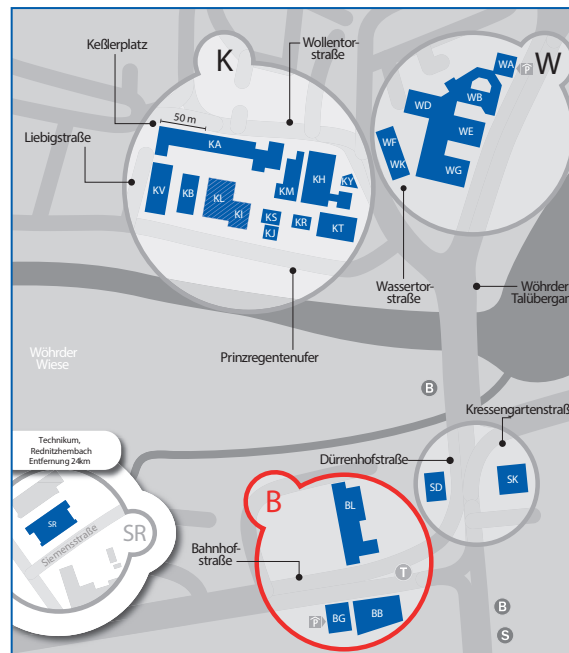 Keßlerplatz
Wollentor-
straße
K
W
WA
P
WB
WD
WE
WF
WK
WG
50 m
KA
Liebigstraße
KV
KB
KL
KI
KM
KH
KY
KS
KJ
KR
KT
Wassertor-
straße
Wöhrder
Talübergan
Prinzregentenufer
Wöhrder
Wiese
B
Kressengartenstraß
Technikum,
Rednitzhembach
Entfernung 24km
Dürrenhofstraße
SD
SK
SR
Siemensstraße
SR
B
BL
Bahnhof-
straße
T
P
BG
BB
B
S